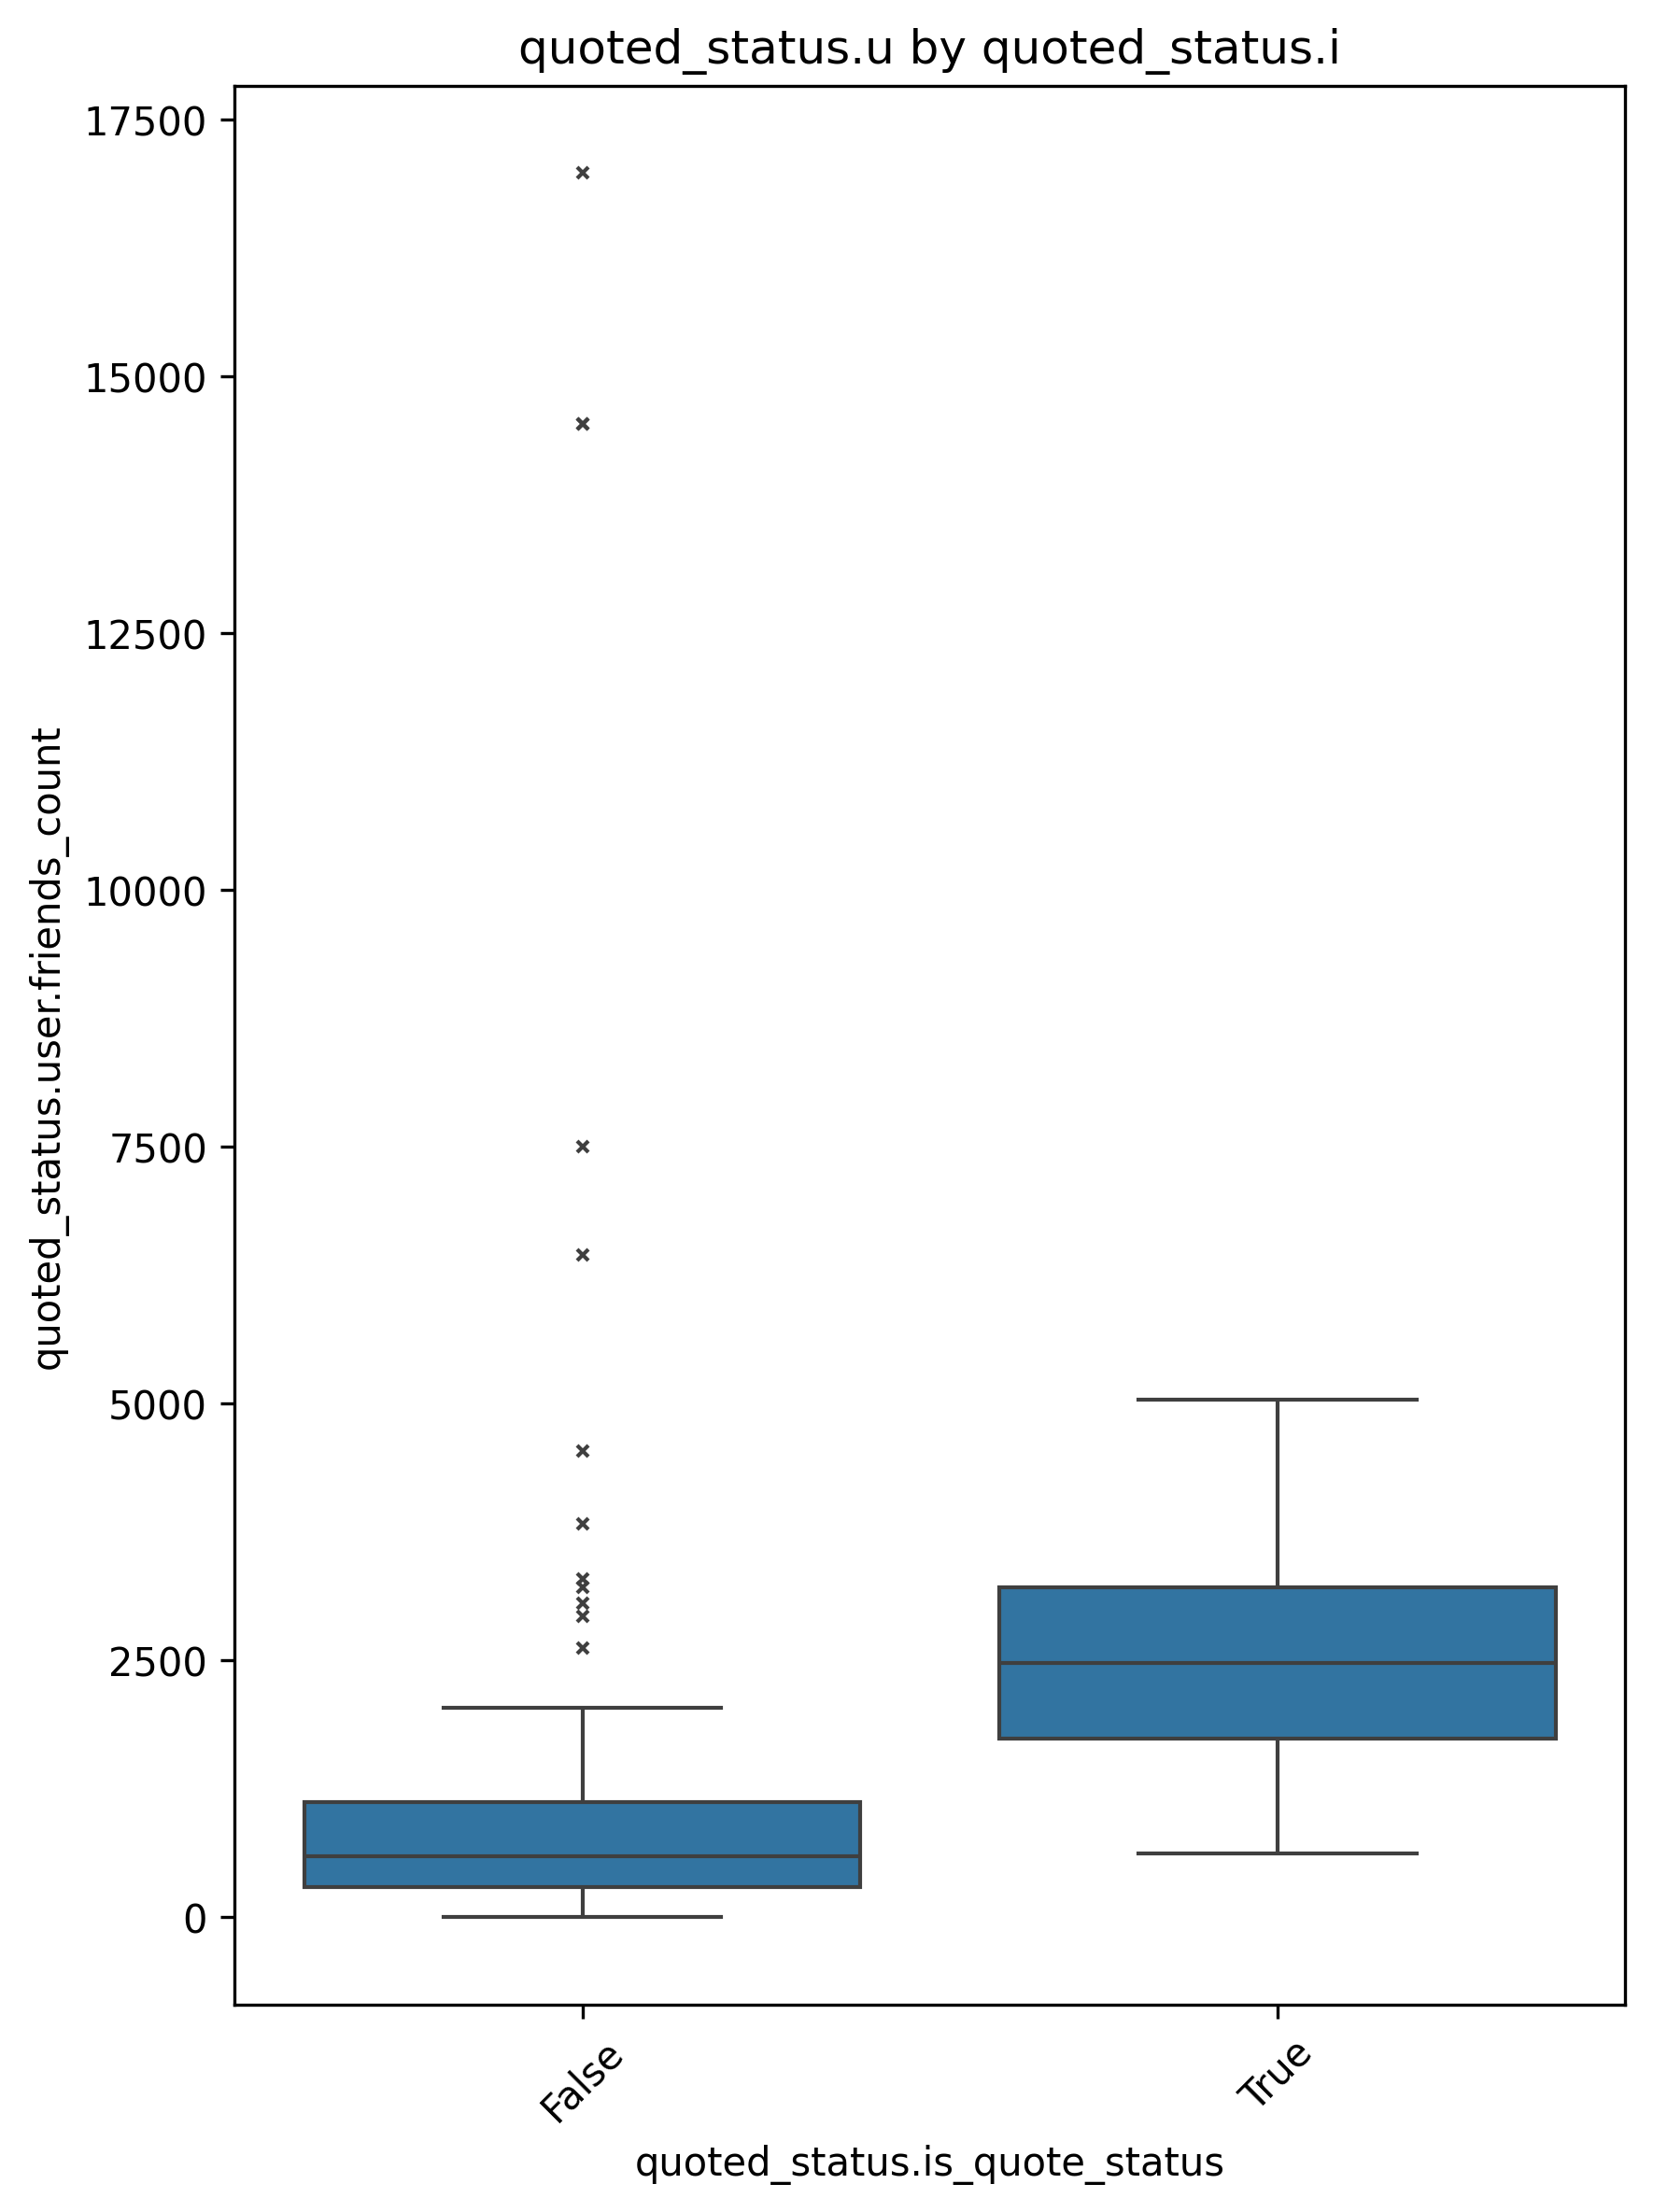 quoted_status.u by quoted_status.i
17500
15000
12500
10000
7500
5000
2500
0
quoted_status.user.friends_count
False
True
quoted_status.is_quote_status